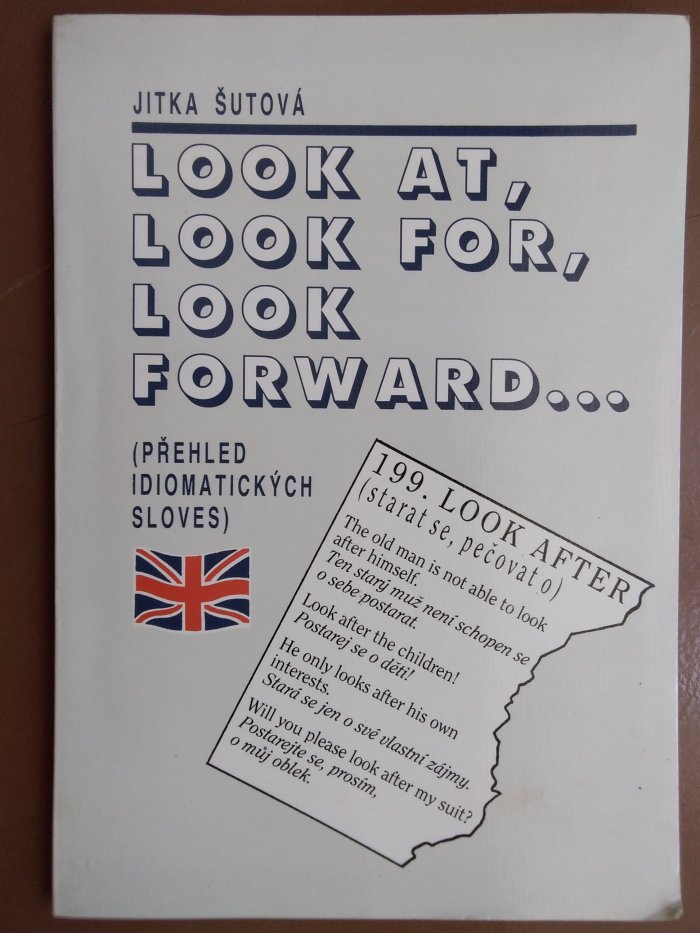 JITKA ŠUTOVÁ
LOOK AT,
LOOK FOR,
LOOK
FORWARD...
(PŘEHLED
IDIOMATICKÝCH
SLOVES)
199. LOOK AFTER
(starat se, pečovat o)
The old man is not able to look
after himself.
Ten starý muž není schopen se
o sebe postarat.
Look after the children!
Postarej se o děti!
He only looks after his own
interests.
Stará se jen o své vlastní zájmy.
Will you please look after my suit?
Postarejte se, prosím,
o můj oblek.